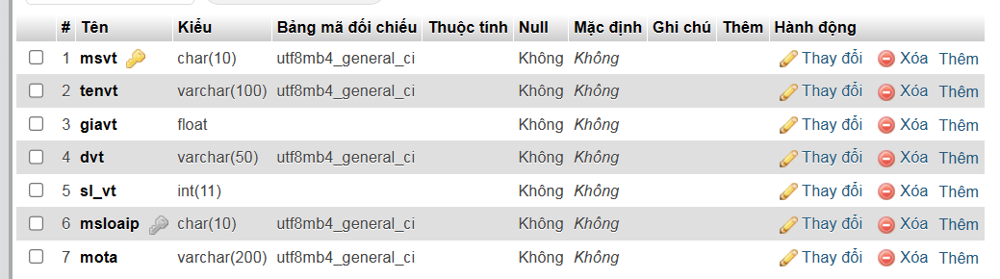 # Tên Kiểu Bảng mã đối chiếu Thuộc tính Null Mặc định Ghi chú Thêm Hành động
1 msvt char(10) utf8mb4_general_ci Không Không Thay đổi Xóa Thêm
2 tenvt varchar(100) utf8mb4_general_ci Không Không Thay đổi Xóa Thêm
3 giavt float Không Không Thay đổi Xóa Thêm
4 dvt varchar(50) utf8mb4_general_ci Không Không Thay đổi Xóa Thêm
5 sl_vt int(11) Không Không Thay đổi Xóa Thêm
6 msloaip char(10) utf8mb4_general_ci Không Không Thay đổi Xóa Thêm
7 mota varchar(200) utf8mb4_general_ci Không Không Thay đổi Xóa Thêm